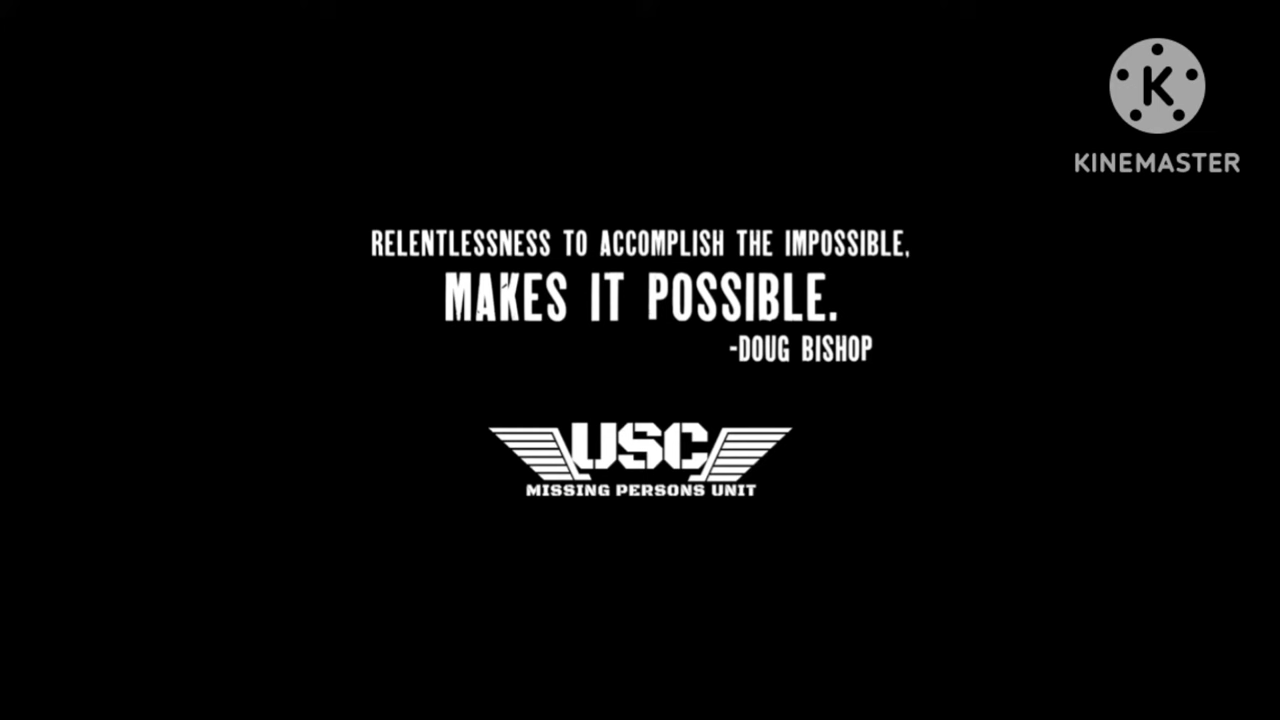 K
KINEMASTER
RELENTLESSNESS TO ACCOMPLISH THE IMPOSSIBLE,
MAKES IT POSSIBLE.
-DOUG BISHOP
USC
MISSING PERSONS UNIT